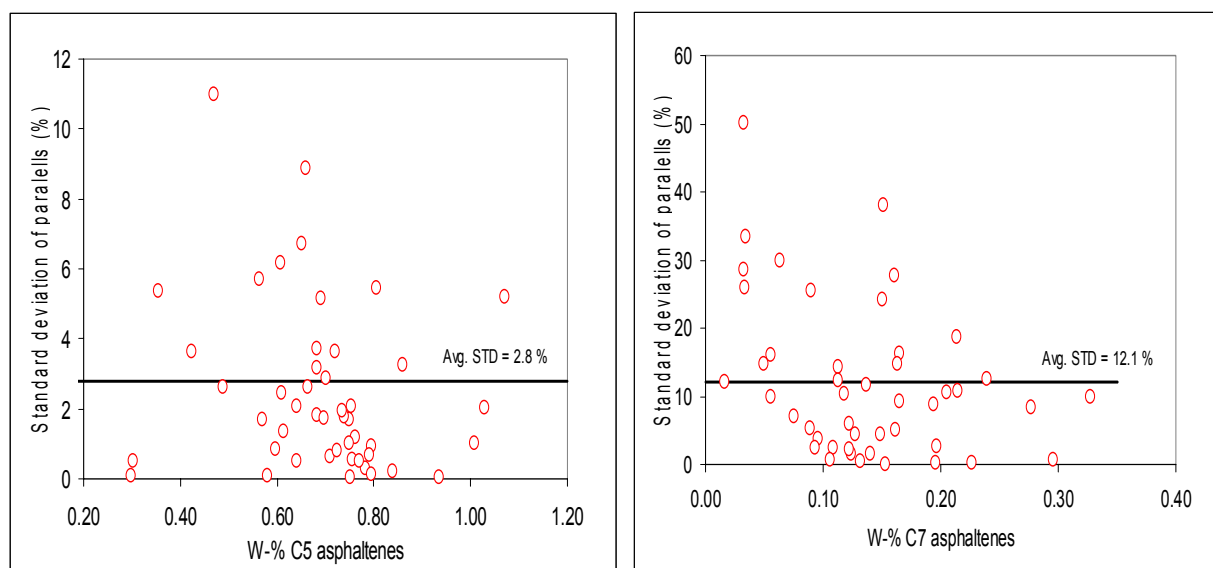 Standard deviation of paralells (%)
12
10
8
6
4
2
0
Avg. STD = 2.8 %
0.20 0.40 0.60 0.80 1.00 1.20
W-% C5 asphaltenes
Standard deviation of paralells (%)
60
50
40
30
20
10
0
Avg. STD = 12.1 %
0.00 0.10 0.20 0.30 0.40
W-% C7 asphaltenes